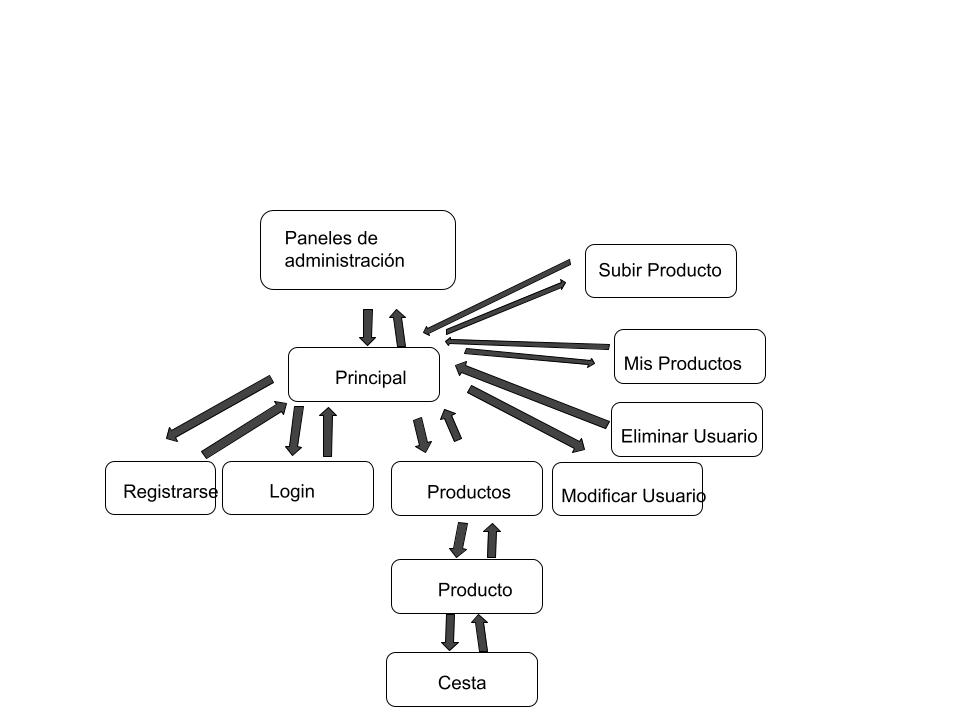 Paneles de
administración
Subir Producto
Mis Productos
Principal
Eliminar Usuario
Registrarse
Login
Productos
Modificar Usuario
Producto
Cesta